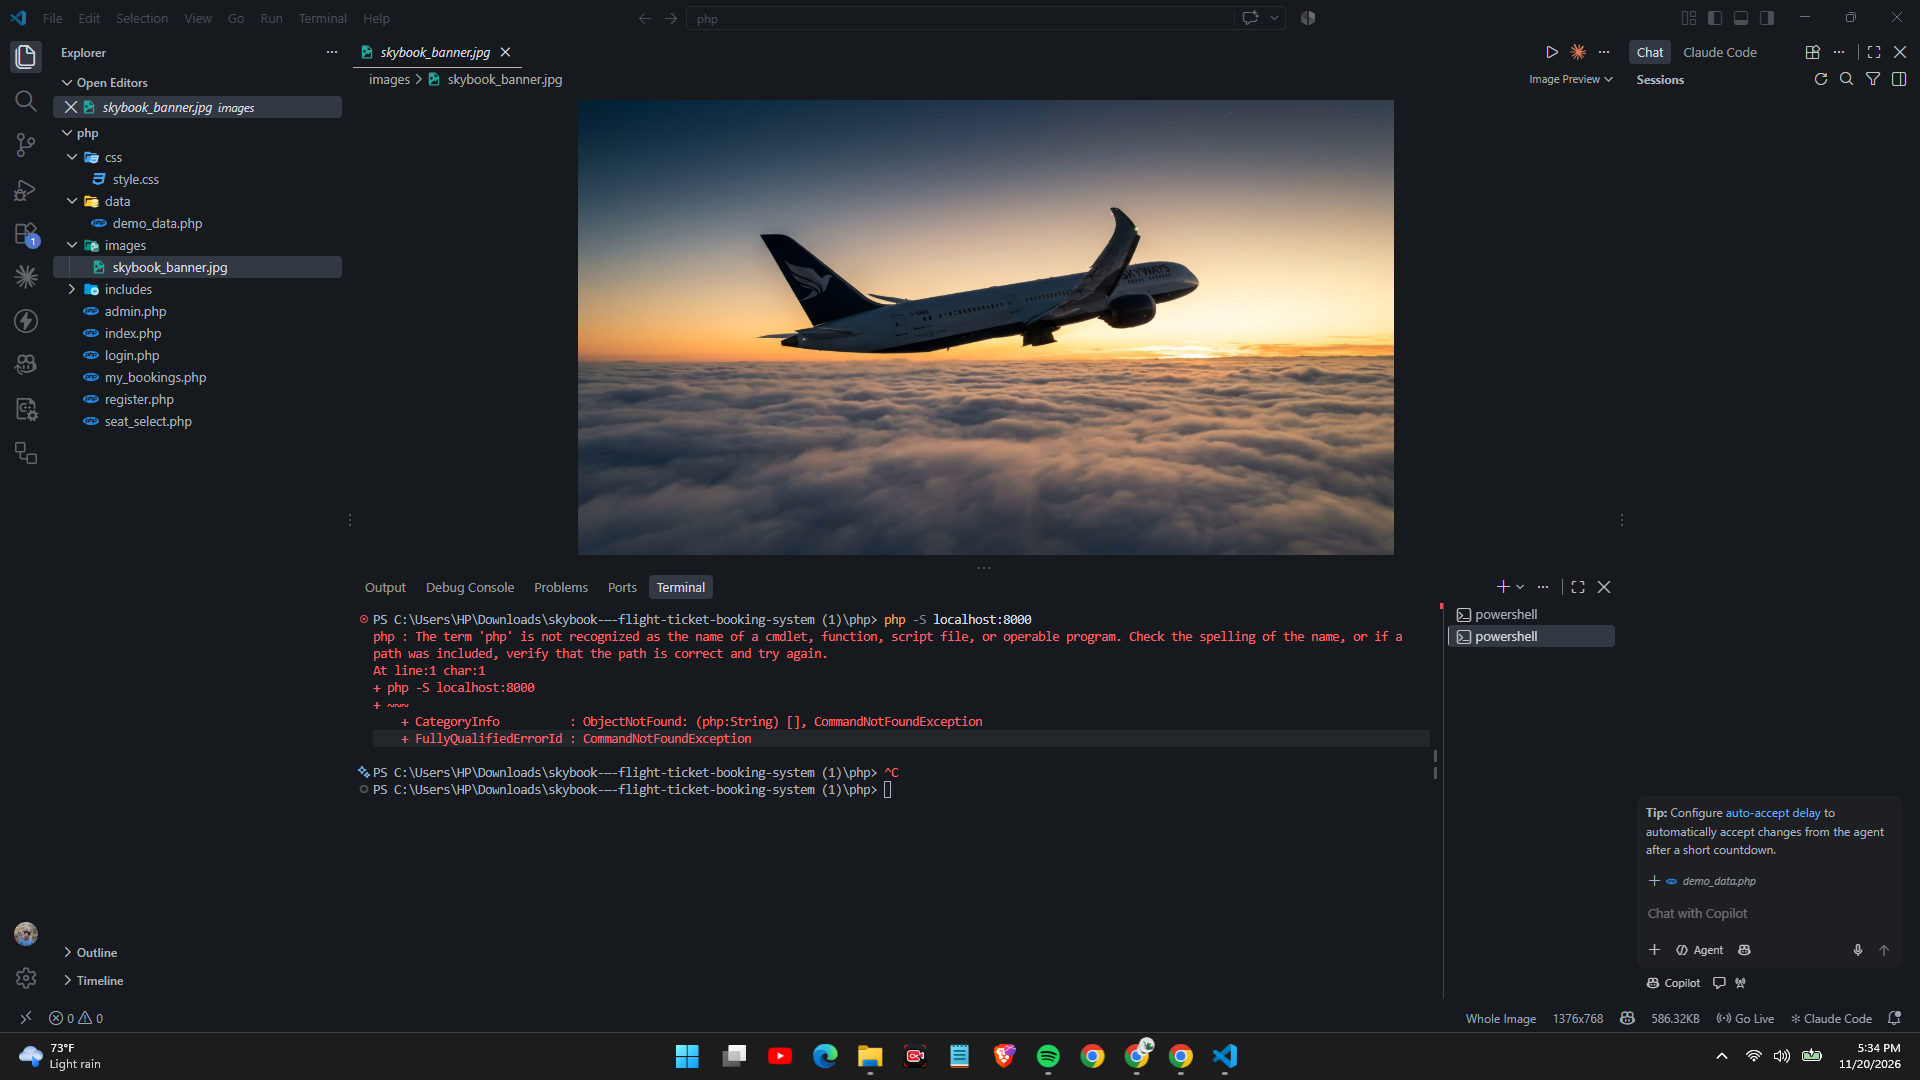 File Edit Selection View Go Run Terminal Help
php
Explorer
Open Editors
skybook_banner.jpg images
php
css
style.css
data
demo_data.php
images
skybook_banner.jpg
includes
admin.php
index.php
login.php
my_bookings.php
register.php
seat_select.php
Outline
Timeline
skybook_banner.jpg
images > skybook_banner.jpg
Image Preview
SKYWAYS
Output Debug Console Problems Ports Terminal
PS C:\Users\HP\Downloads\skybook---flight-ticket-booking-system (1)\php> php -S localhost:8000
php : The term 'php' is not recognized as the name of a cmdlet, function, script file, or operable program. Check the spelling of the name, or if a
path was included, verify that the path is correct and try again.
At line:1 char:1
+ php -S localhost:8000
+ ~~~
+ CategoryInfo : ObjectNotFound: (php:String) [], CommandNotFoundException
+ FullyQualifiedErrorId : CommandNotFoundException
PS C:\Users\HP\Downloads\skybook---flight-ticket-booking-system (1)\php> ^C
PS C:\Users\HP\Downloads\skybook---flight-ticket-booking-system (1)\php>
powershell
powershell
Chat Claude Code
Sessions
Tip: Configure auto-accept delay to
automatically accept changes from the agent
after a short countdown.
demo_data.php
Chat with Copilot
Agent
Copilot
1
0 0
Whole Image 1376x768 586.32KB Go Live Claude Code
73°F
Light rain
5:34 PM
11/20/2026